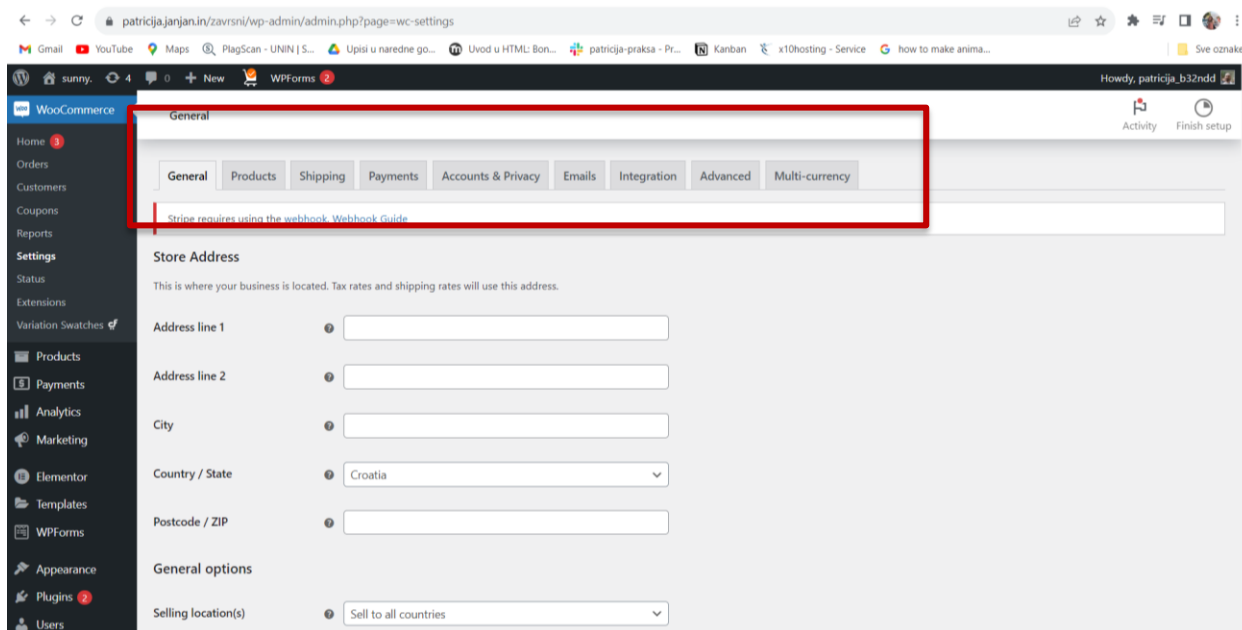 patricija.janjan.in/zavrsni/wp-admin/admin.php?page=wc-settings
Gmail YouTube Maps PlagScan - UNIN | S... Upisi u naredne go... Uvod u HTML: Bon... patricija-praksa - Pr... Kanban x10hosting - Service how to make anima... Sve oznake
sunny. 4 0 + New WPForms 2 Howdy, patricija_b32ndd
WooCommerce
Home 3
Orders
Customers
Coupons
Reports
Settings
Status
Extensions
Variation Swatches
Products
Payments
Analytics
Marketing
Elementor
Templates
WPForms
Appearance
Plugins 2
Users
General
Activity Finish setup
General Products Shipping Payments Accounts & Privacy Emails Integration Advanced Multi-currency
Stripe requires using the webhook. Webhook Guide
Store Address
This is where your business is located. Tax rates and shipping rates will use this address.
Address line 1
Address line 2
City
Country / State Croatia
Postcode / ZIP
General options
Selling location(s) Sell to all countries